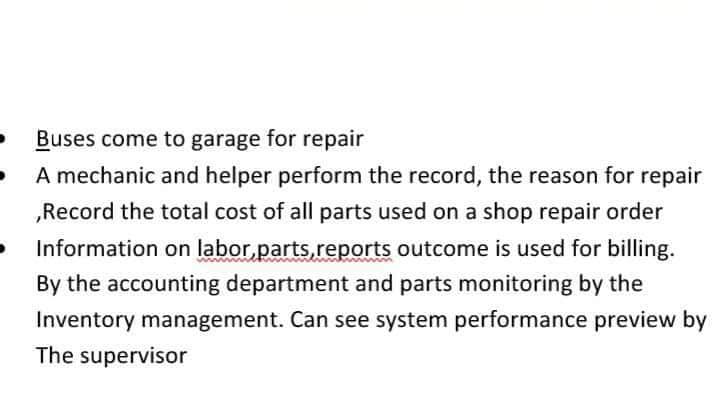 • Buses come to garage for repair
• A mechanic and helper perform the record, the reason for repair
,Record the total cost of all parts used on a shop repair order
• Information on labor,parts,reports outcome is used for billing.
By the accounting department and parts monitoring by the
Inventory management. Can see system performance preview by
The supervisor